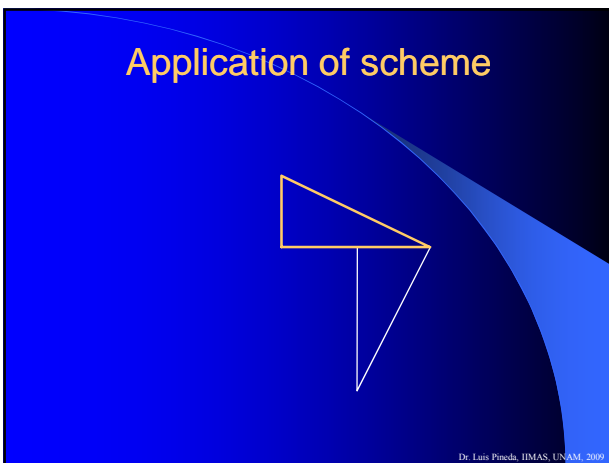 Application of scheme
Dr. Luis Pineda, IIMAS, UNAM, 2009